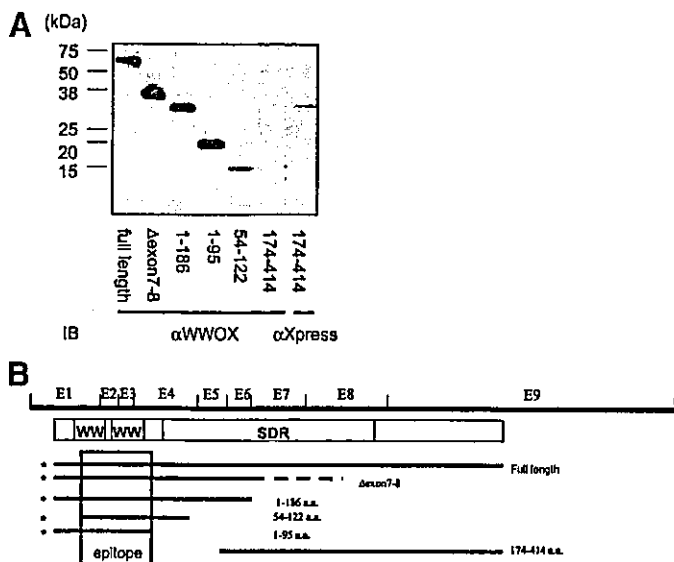 A (kDa)
75
50
38
25
20
15
full length
Δexon7-8
1-186
1-95
54-122
174-414
174-414
IB αWWOX αXpress
B
E1 E2 E3 E4 E5 E6 E7 E8 E9
WW WW SDR
* Full length
* Δexon7-8
* 1-186 a.a.
* 54-122 a.a.
* 1-95 a.a.
epitope 174-414 a.a.